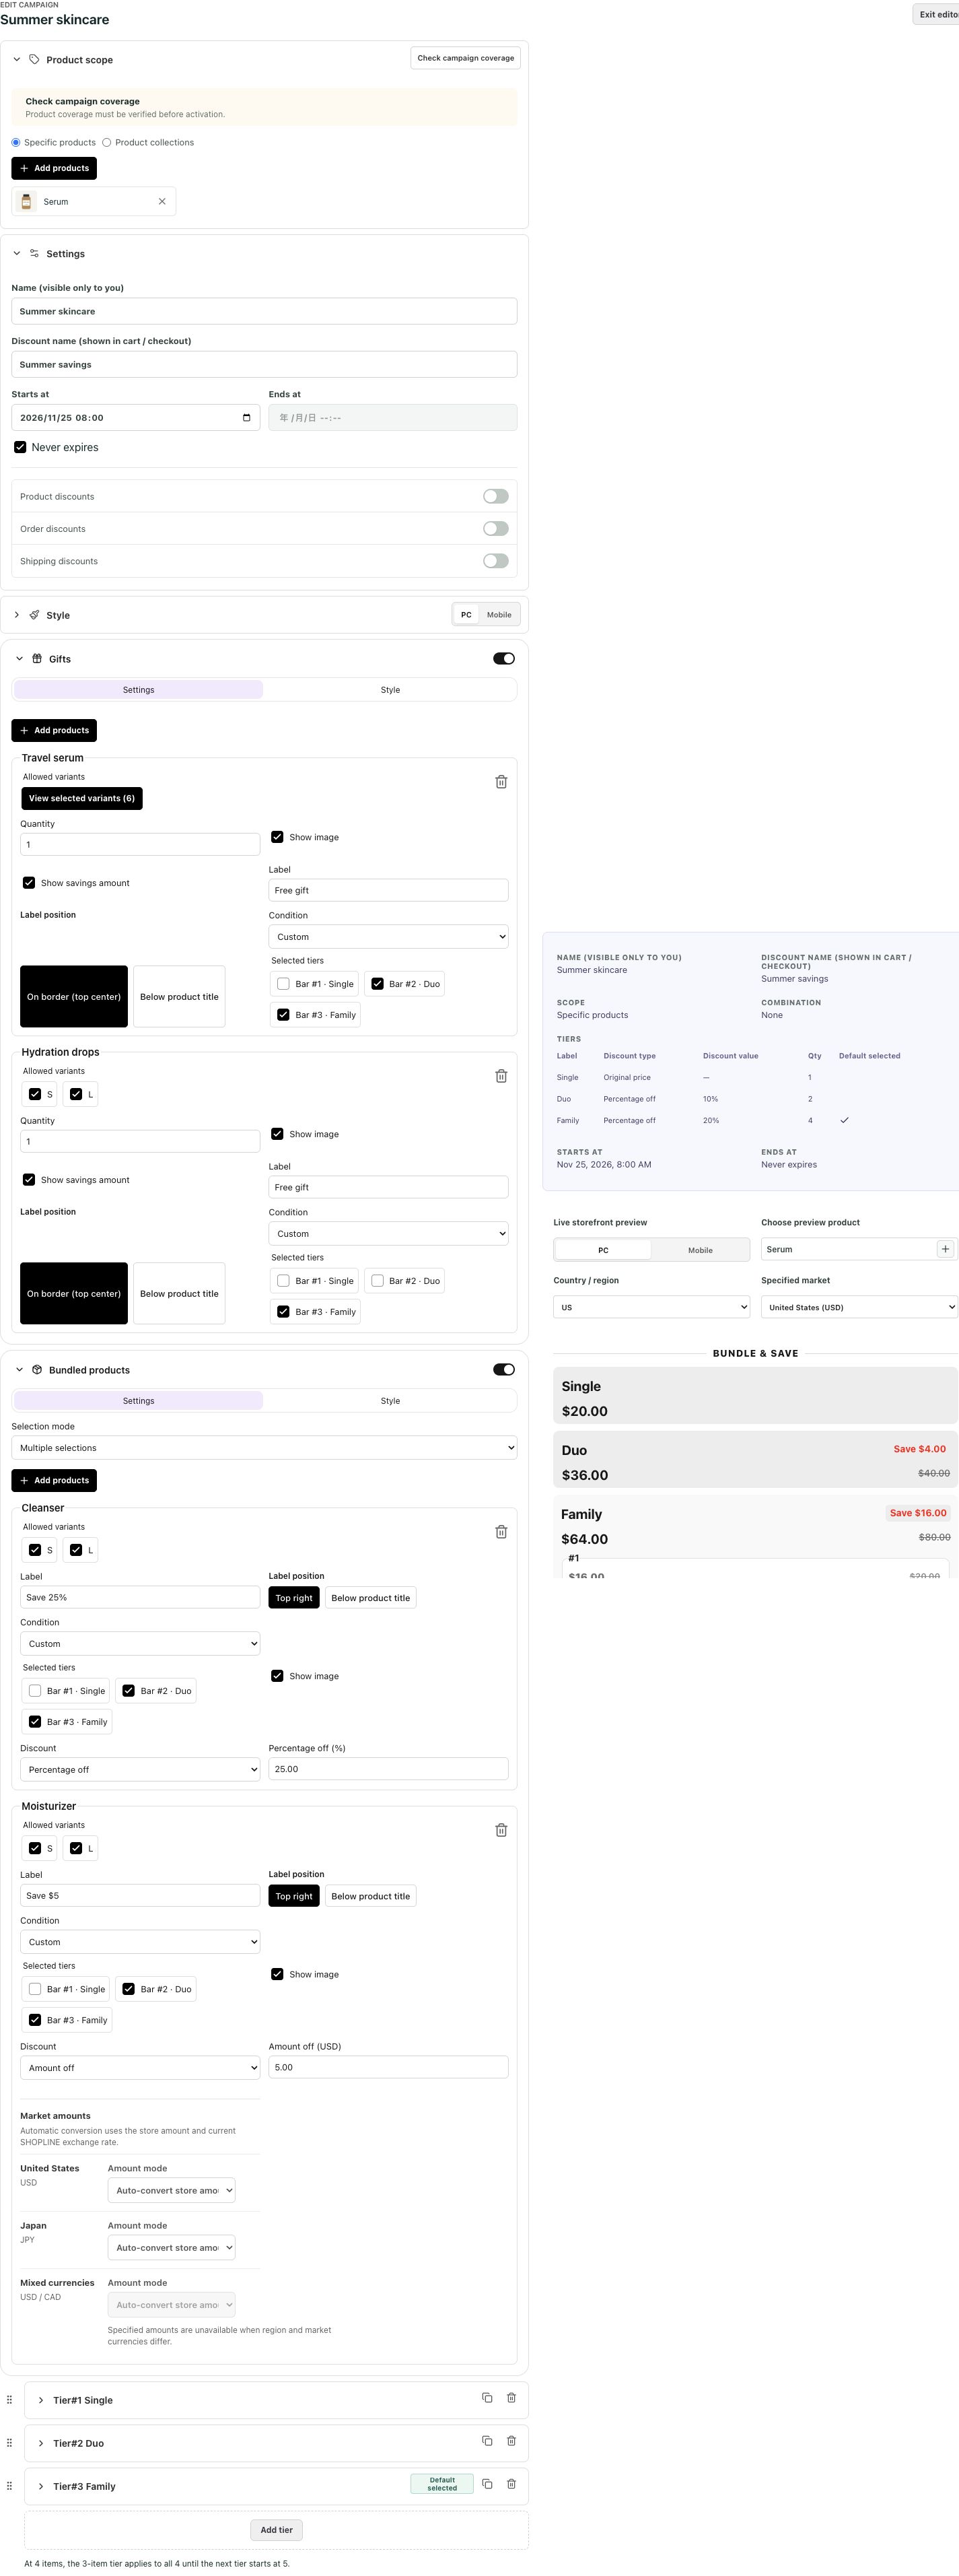 EDIT CAMPAIGN
Summer skincare
Exit edito
Product scope
Check campaign coverage
Check campaign coverage
Product coverage must be verified before activation.
Specific products
Product collections
Add products
Serum
Settings
Name (visible only to you)
Summer skincare
Discount name (shown in cart / checkout)
Summer savings
Starts at
Ends at
2026/11/25 08:00
年 /月/日 --:--
Never expires
Product discounts
Order discounts
Shipping discounts
Style
PC
Mobile
Gifts
Settings
Style
Add products
Travel serum
Allowed variants
View selected variants (6)
Quantity
1
Show image
Show savings amount
Label
Free gift
Label position
On border (top center)
Below product title
Condition
Custom
Selected tiers
Bar #1 · Single
Bar #2 · Duo
Bar #3 · Family
Hydration drops
Allowed variants
S
L
Quantity
1
Show image
Show savings amount
Label
Free gift
Label position
On border (top center)
Below product title
Condition
Custom
Selected tiers
Bar #1 · Single
Bar #2 · Duo
Bar #3 · Family
Bundled products
Settings
Style
Selection mode
Multiple selections
Add products
Cleanser
Allowed variants
S
L
Label
Save 25%
Label position
Top right
Below product title
Condition
Custom
Selected tiers
Bar #1 · Single
Bar #2 · Duo
Bar #3 · Family
Show image
Discount
Percentage off
Percentage off (%)
25.00
Moisturizer
Allowed variants
S
L
Label
Save $5
Label position
Top right
Below product title
Condition
Custom
Selected tiers
Bar #1 · Single
Bar #2 · Duo
Bar #3 · Family
Show image
Discount
Amount off
Amount off (USD)
5.00
Market amounts
Automatic conversion uses the store amount and current
SHOPLINE exchange rate.
United States
USD
Amount mode
Auto-convert store amou
Japan
JPY
Amount mode
Auto-convert store amou
Mixed currencies
USD / CAD
Amount mode
Auto-convert store amou
Specified amounts are unavailable when region and market
currencies differ.
Tier#1 Single
Tier#2 Duo
Tier#3 Family
Default
selected
Add tier
At 4 items, the 3-item tier applies to all 4 until the next tier starts at 5.
NAME (VISIBLE ONLY TO YOU)
Summer skincare
DISCOUNT NAME (SHOWN IN CART /
CHECKOUT)
Summer savings
SCOPE
Specific products
COMBINATION
None
TIERS
Label Discount type Discount value Qty Default selected
Single Original price — 1
Duo Percentage off 10% 2
Family Percentage off 20% 4
STARTS AT
Nov 25, 2026, 8:00 AM
ENDS AT
Never expires
Live storefront preview
PC
Mobile
Choose preview product
Serum
Country / region
US
Specified market
United States (USD)
BUNDLE & SAVE
Single
$20.00
Duo
Save $4.00
$36.00
$40.00
Family
Save $16.00
$64.00
$80.00
#1
$16.00
$20.00